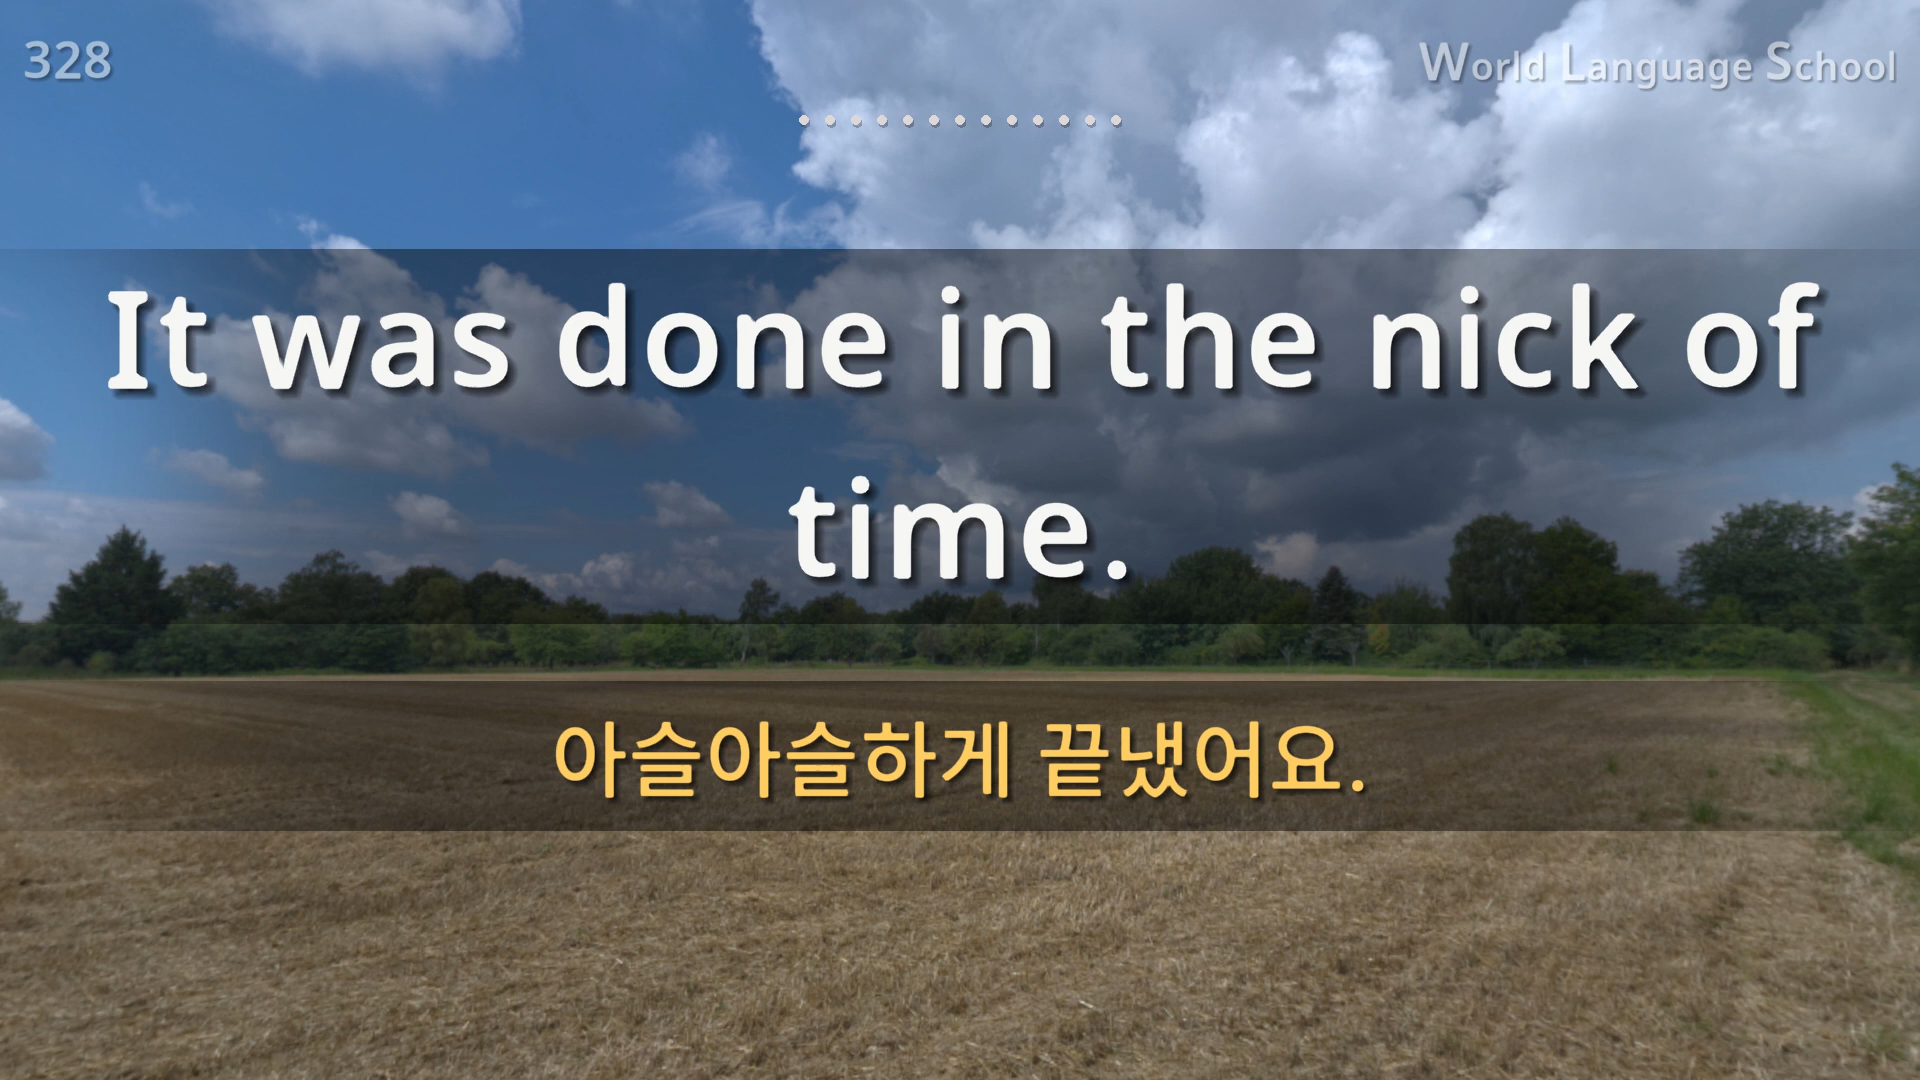 328
World Language School
It was done in the nick of
time.
아슬아슬하게 끝냈어요.